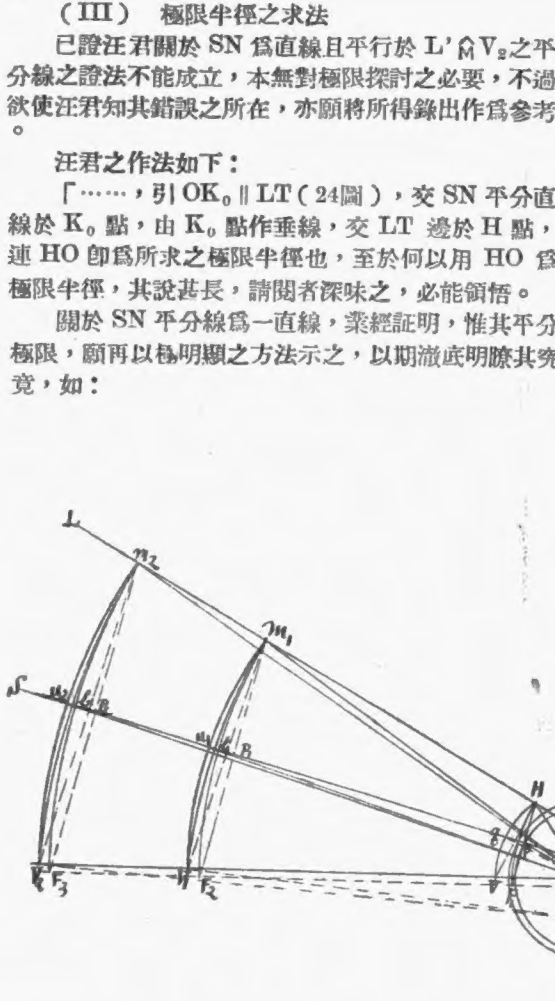 (III) 極限半徑之求法
已證汪君關於 SN 爲直線且平行於 L' M̂ V₂ 之平
分線之證法不能成立，本無對極限探討之必要，不過
欲使汪君知其錯誤之所在，亦願將所得錄出作爲參考
。
汪君之作法如下：
「……，引 OK₀ ∥ LT ( 24圖 )，交 SN 平分直
線於 K₀ 點，由 K₀ 點作垂線，交 LT 邊於 H 點，
連 HO 卽爲所求之極限半徑也，至於何以用 HO 爲
極限半徑，其說甚長，請閱者深味之，必能領悟。
關於 SN 平分線爲一直線，業經証明，惟其平分
極限，願再以極明顯之方法示之，以期澈底明瞭其究
竟，如：
L
M₂
M₁
S
B
B
H
F₃
F₂